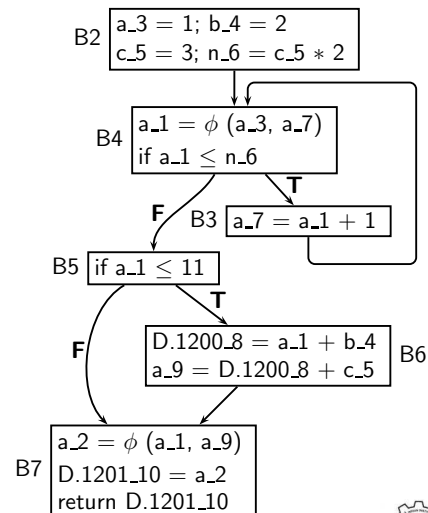 B2
a_3 = 1; b_4 = 2
c_5 = 3; n_6 = c_5 * 2
B4
a_1 = ϕ (a_3, a_7)
if a_1 ≤ n_6
F
T
B3
a_7 = a_1 + 1
B5
if a_1 ≤ 11
F
T
D.1200_8 = a_1 + b_4
a_9 = D.1200_8 + c_5
B6
B7
a_2 = ϕ (a_1, a_9)
D.1201_10 = a_2
return D.1201_10